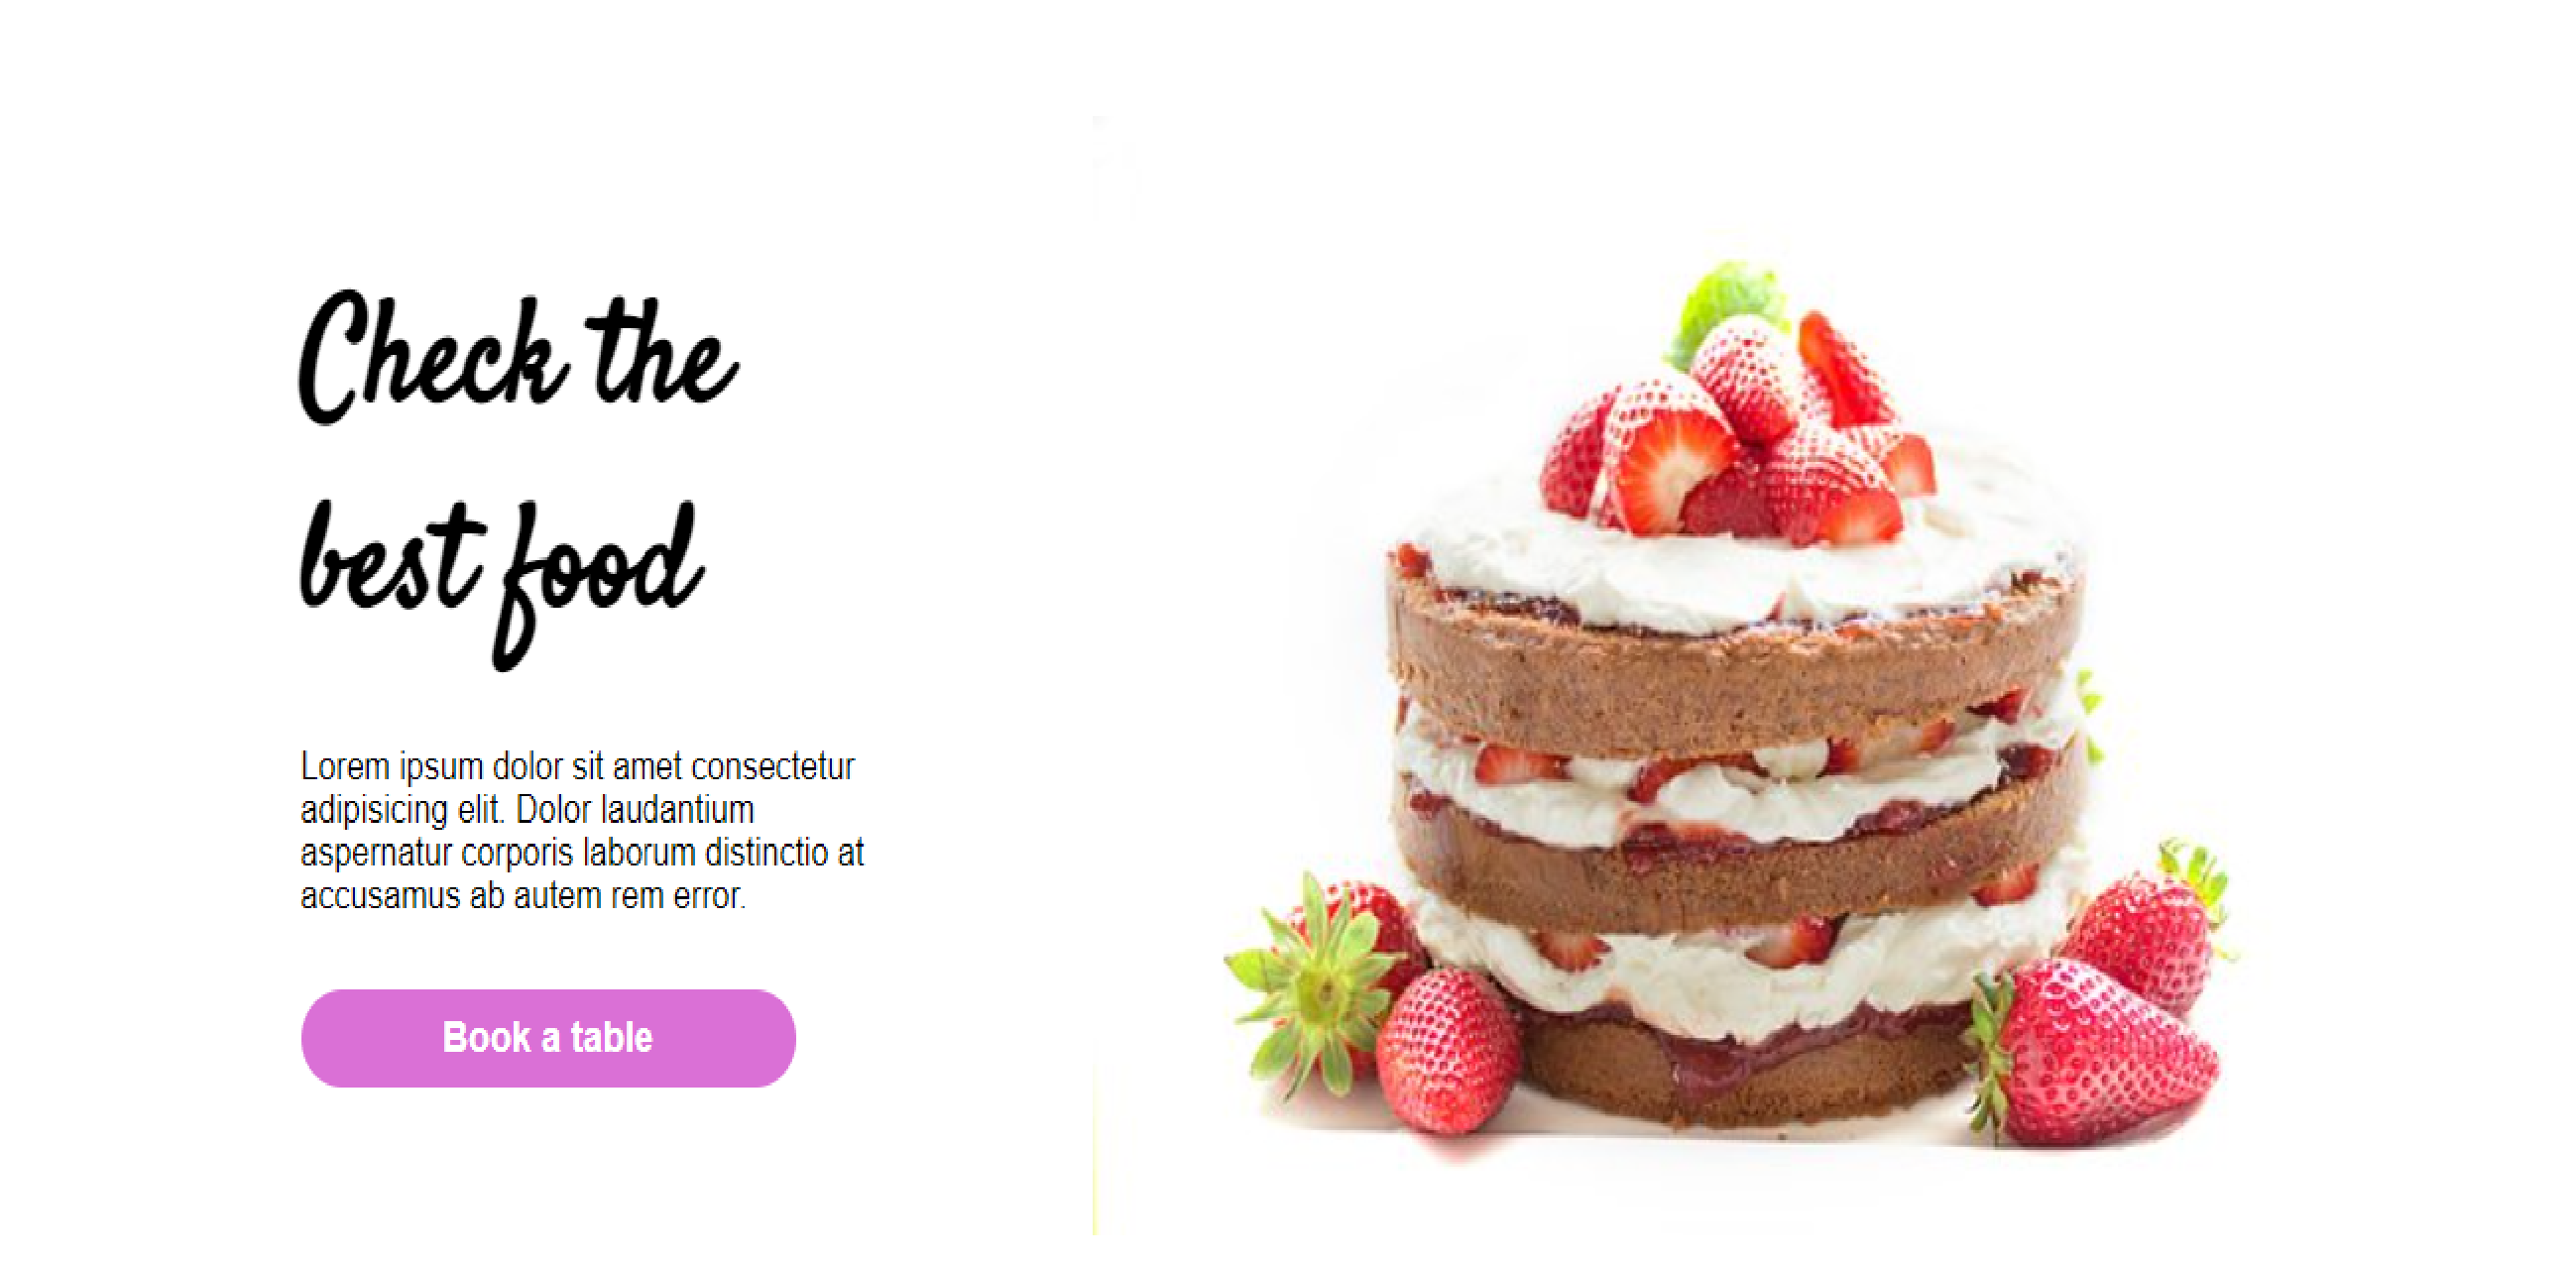 Check the
best food
Lorem ipsum dolor sit amet consectetur
adipisicing elit. Dolor laudantium
aspernatur corporis laborum distinctio at
accusamus ab autem rem error.
Book a table